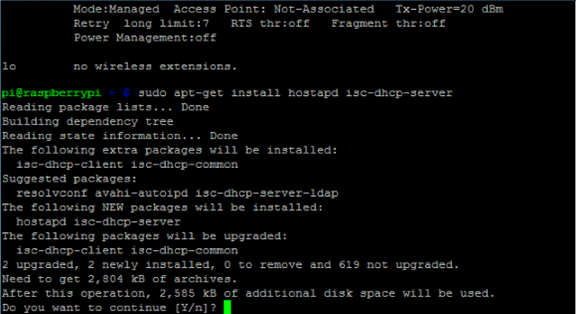 Mode:Managed  Access Point: Not-Associated   Tx-Power=20 dBm
Retry  long limit:7   RTS thr:off   Fragment thr:off
Power Management:off
lo        no wireless extensions.
pi@raspberrypi ~ $ sudo apt-get install hostapd isc-dhcp-server
Reading package lists... Done
Building dependency tree
Reading state information... Done
The following extra packages will be installed:
  isc-dhcp-client isc-dhcp-common
Suggested packages:
  resolvconf avahi-autoipd isc-dhcp-server-ldap
The following NEW packages will be installed:
  hostapd isc-dhcp-server
The following packages will be upgraded:
  isc-dhcp-client isc-dhcp-common
2 upgraded, 2 newly installed, 0 to remove and 619 not upgraded.
Need to get 2,804 kB of archives.
After this operation, 2,585 kB of additional disk space will be used.
Do you want to continue [Y/n]?